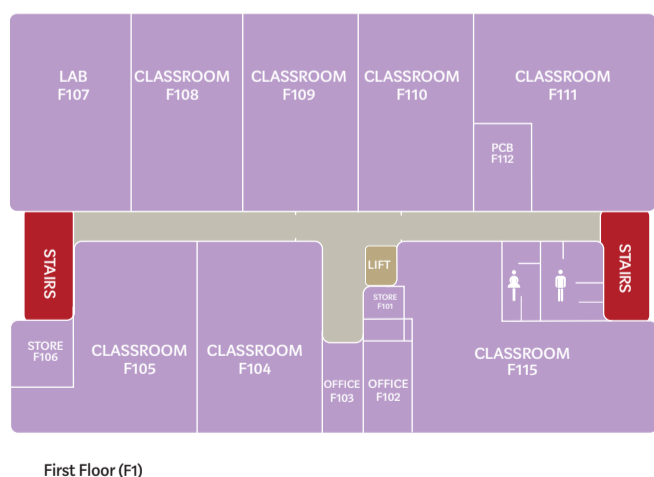 LAB
F107
CLASSROOM
F108
CLASSROOM
F109
CLASSROOM
F110
CLASSROOM
F111
PCB
F112
STAIRS
STAIRS
LIFT
STORE
F101
STORE
F106
CLASSROOM
F105
CLASSROOM
F104
OFFICE
F103
OFFICE
F102
CLASSROOM
F115
First Floor (F1)